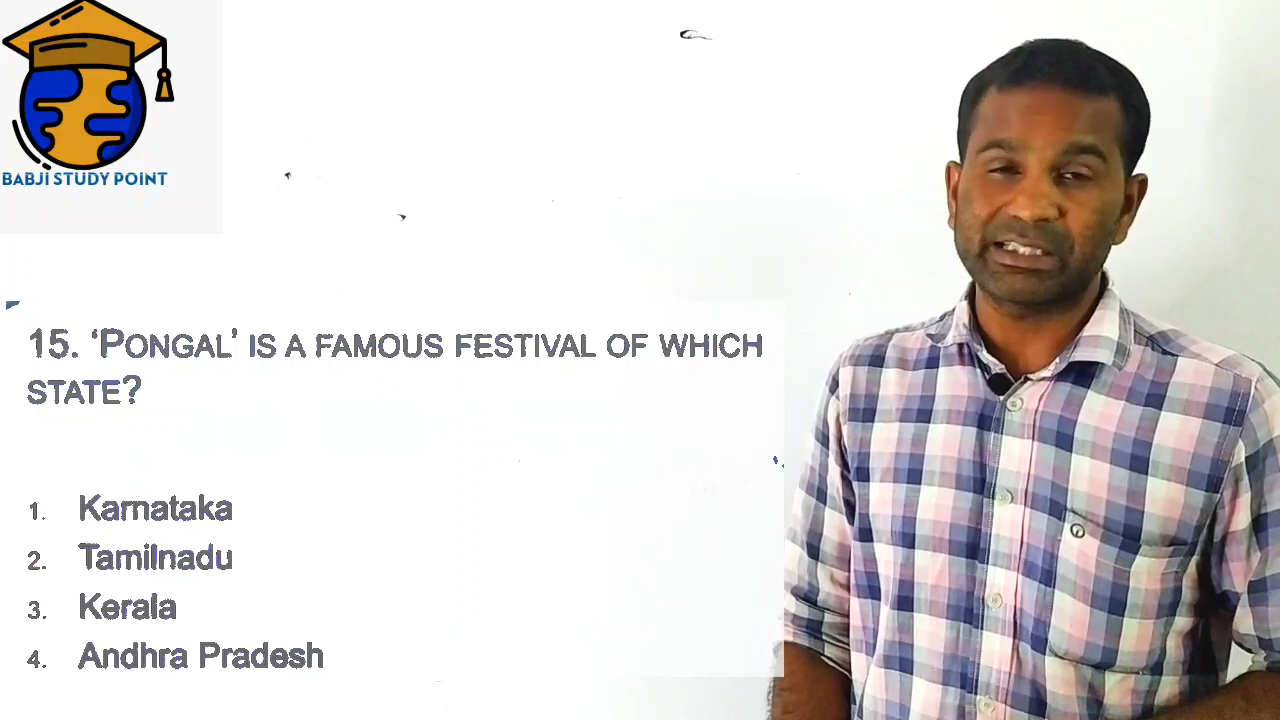 BABJI STUDY POINT
15. ‘PONGAL’ IS A FAMOUS FESTIVAL OF WHICH
STATE?
1. Karnataka
2. Tamilnadu
3. Kerala
4. Andhra Pradesh